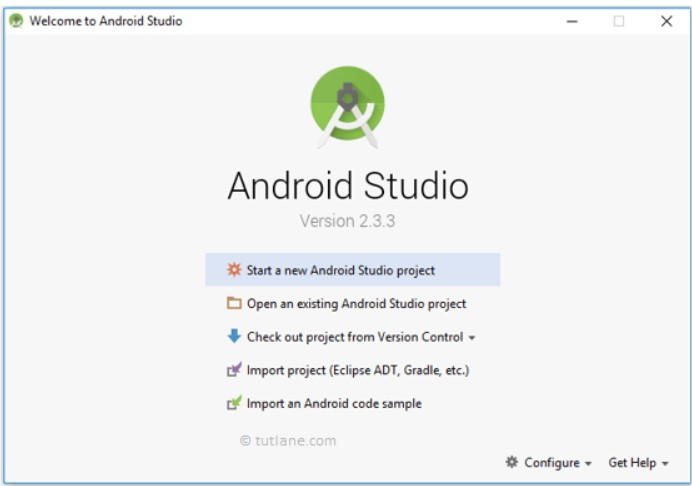 Welcome to Android Studio
Android Studio
Version 2.3.3
Start a new Android Studio project
Open an existing Android Studio project
Check out project from Version Control
Import project (Eclipse ADT, Gradle, etc.)
Import an Android code sample
© tutlane.com
Configure Get Help